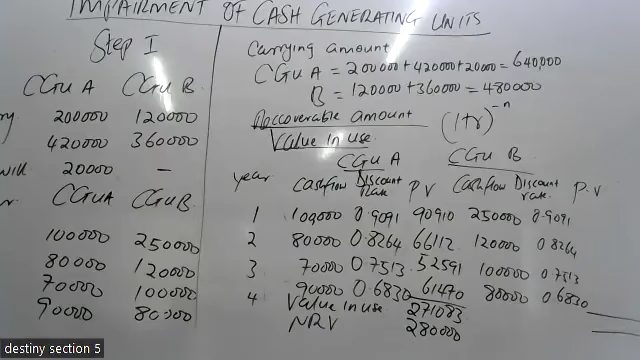 IMPAIRMENT OF CASH GENERATING UNITS
Step I
CGU A CGU B
200000 120000
420000 360000
20000 -
CGUA CGUB
100000 250000
80000 120000
70000 100000
90000 80000
Carrying amount
CGU A = 200000+420000+20000 = 640,000
B = 120000+360000 = 480000
Recoverable amount (1+r)^-n
Value in use
CGU A CGU B
year Cashflow Discount rate P.V Cashflow Discount rate P.V
1 100000 0.9091 90910 250000 0.9091
2 80000 0.8264 66112 120000 0.8264
3 70000 0.7513 52591 100000 0.7513
4 90000 0.6830 61470 80000 0.6830
Value in use 271083
NRV 280000
destiny section 5